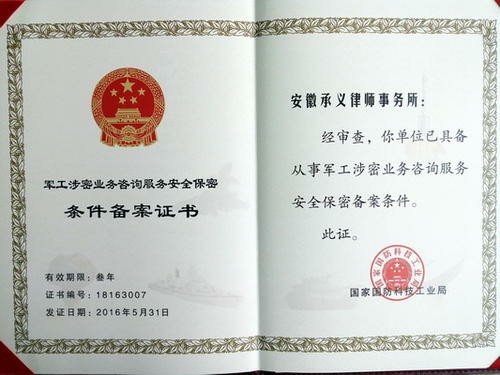 军工涉密业务咨询服务安全保密
条件备案证书
有效期限：叁年
证书编号：18163007
发证日期：2016年5月31日
安徽承义律师事务所：
经审查，你单位已具备
从事军工涉密业务咨询服务
安全保密备案条件。
此证。
国家国防科技工业局
国家国防科技工业局